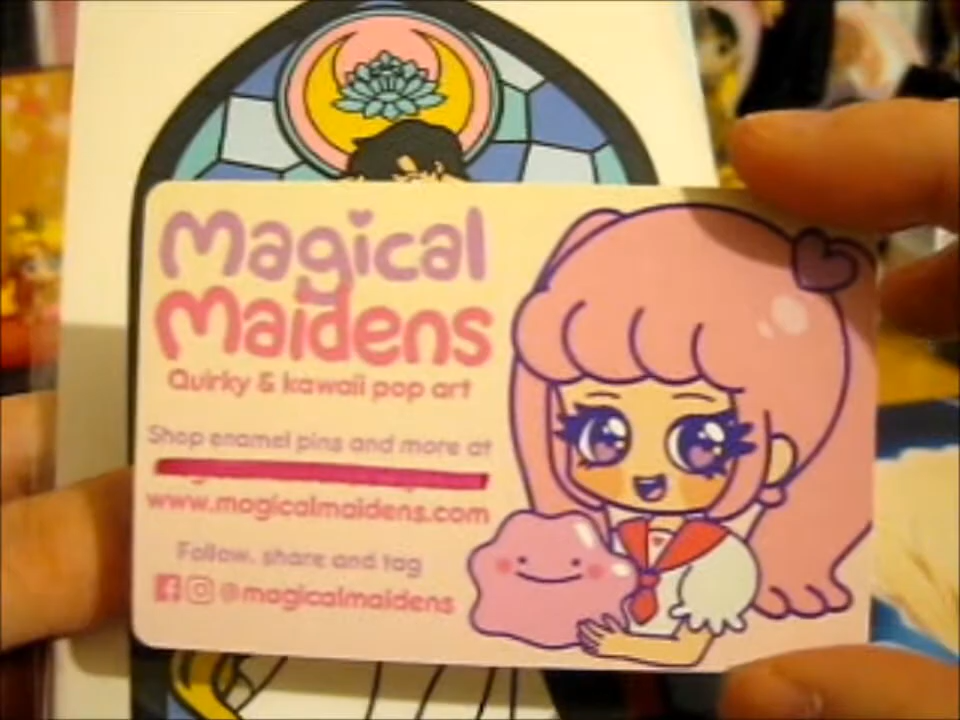 Magical
Maidens
Quirky & kawaii pop art
Shop enamel pins and more at
www.magicalmaidens.com
Follow, share and tag
@magicalmaidens